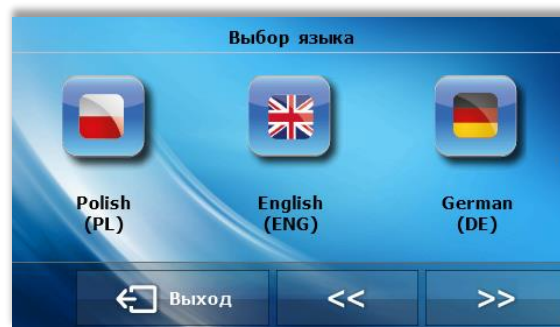 Выбор языка
Polish
(PL)
English
(ENG)
German
(DE)
Выход
<<
>>